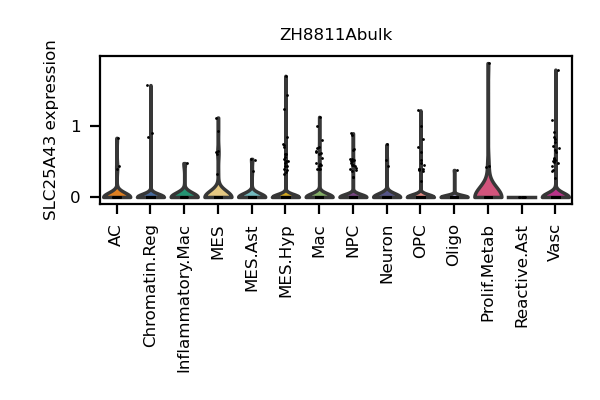 ZH8811Abulk
SLC25A43 expression
1
0
AC
Chromatin.Reg
Inflammatory.Mac
MES
MES.Ast
MES.Hyp
Mac
NPC
Neuron
OPC
Oligo
Prolif.Metab
Reactive.Ast
Vasc